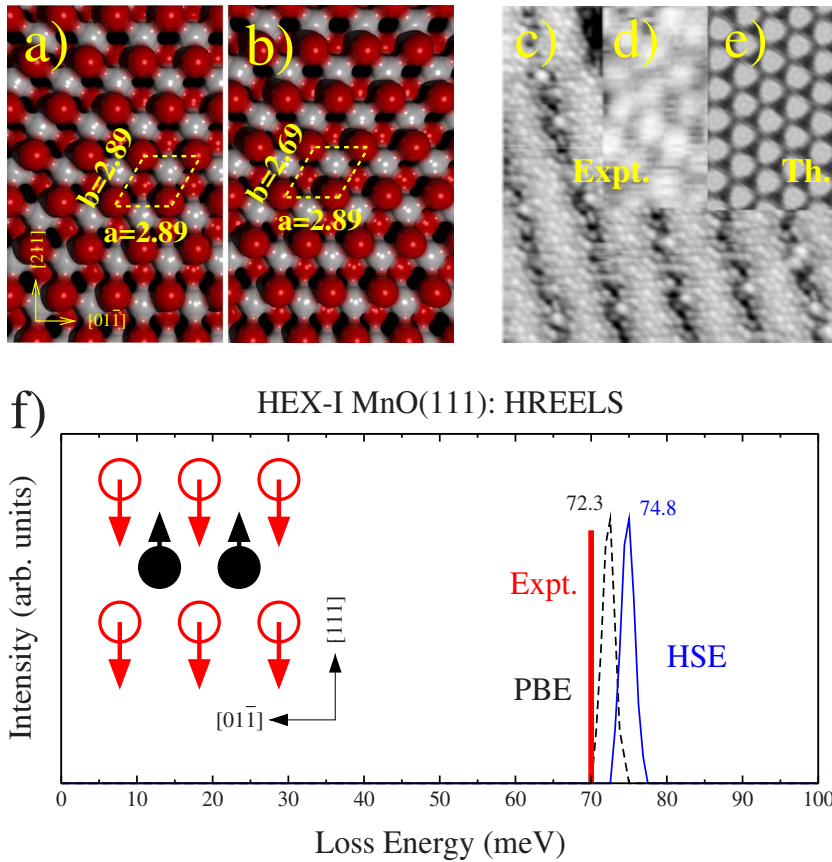 a)
b)
c)
d)
e)
b=2.89
a=2.89
b=2.69
a=2.89
[211]
[011̄]
Expt.
Th.
f)
HEX-I MnO(111): HREELS
Intensity (arb. units)
72.3
74.8
Expt.
PBE
HSE
[111]
[011̄]
0 10 20 30 40 50 60 70 80 90 100
Loss Energy (meV)